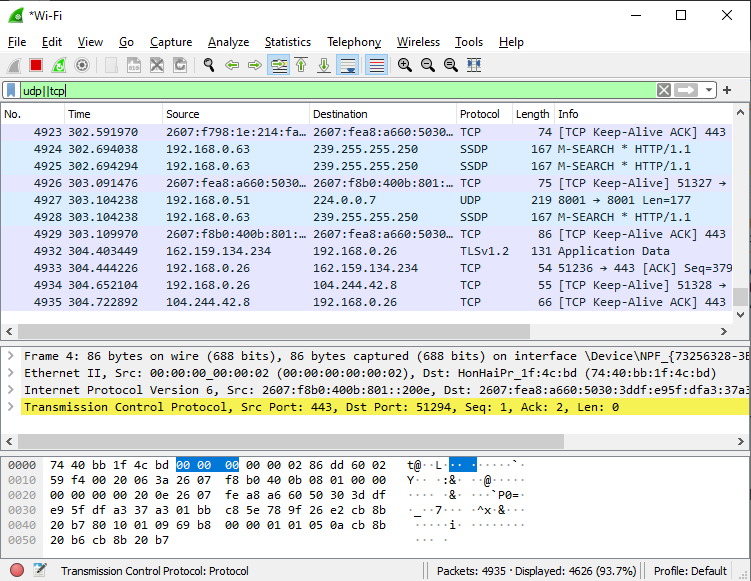 *Wi-Fi
File Edit View Go Capture Analyze Statistics Telephony Wireless Tools Help
udp||tcp
No. Time Source Destination Protocol Length Info
4923 302.591970 2607:f798:1e:214:fa… 2607:fea8:a660:5030… TCP 74 [TCP Keep-Alive ACK] 443
4924 302.694038 192.168.0.63 239.255.255.250 SSDP 167 M-SEARCH * HTTP/1.1
4925 302.694294 192.168.0.63 239.255.255.250 SSDP 167 M-SEARCH * HTTP/1.1
4926 303.091476 2607:fea8:a660:5030… 2607:f8b0:400b:801:… TCP 75 [TCP Keep-Alive] 51327 →
4927 303.104238 192.168.0.51 224.0.0.7 UDP 219 8001 → 8001 Len=177
4928 303.104238 192.168.0.63 239.255.255.250 SSDP 167 M-SEARCH * HTTP/1.1
4929 303.109970 2607:f8b0:400b:801:… 2607:fea8:a660:5030… TCP 86 [TCP Keep-Alive ACK] 443
4932 304.403449 162.159.134.234 192.168.0.26 TLSv1.2 131 Application Data
4933 304.444226 192.168.0.26 162.159.134.234 TCP 54 51236 → 443 [ACK] Seq=379
4934 304.652104 192.168.0.26 104.244.42.8 TCP 55 [TCP Keep-Alive] 51328 →
4935 304.722892 104.244.42.8 192.168.0.26 TCP 66 [TCP Keep-Alive ACK] 443
Frame 4: 86 bytes on wire (688 bits), 86 bytes captured (688 bits) on interface \Device\NPF_{73256328-3E
Ethernet II, Src: 00:00:00_00:00:02 (00:00:00:00:00:02), Dst: HonHaiPr_1f:4c:bd (74:40:bb:1f:4c:bd)
Internet Protocol Version 6, Src: 2607:f8b0:400b:801::200e, Dst: 2607:fea8:a660:5030:3ddf:e95f:dfa3:37a3
Transmission Control Protocol, Src Port: 443, Dst Port: 51294, Seq: 1, Ack: 2, Len: 0
0000 74 40 bb 1f 4c bd 00 00 00 00 00 02 86 dd 60 02 t@··L··· ······`·
0010 59 f4 00 20 06 3a 26 07 f8 b0 40 0b 08 01 00 00 Y·· ·:&· ··@·····
0020 00 00 00 00 20 0e 26 07 fe a8 a6 60 50 30 3d df ···· ·&· ···`P0=·
0030 e9 5f df a3 37 a3 01 bb c8 5e 78 9f 26 e2 cb 8b ·_··7··· ·^x·&···
0040 20 b7 80 10 01 09 69 b8 00 00 01 01 05 0a cb 8b ·····i· ········
0050 20 b6 cb 8b 20 b7 ··· ·
Transmission Control Protocol: Protocol Packets: 4935 · Displayed: 4626 (93.7%) Profile: Default